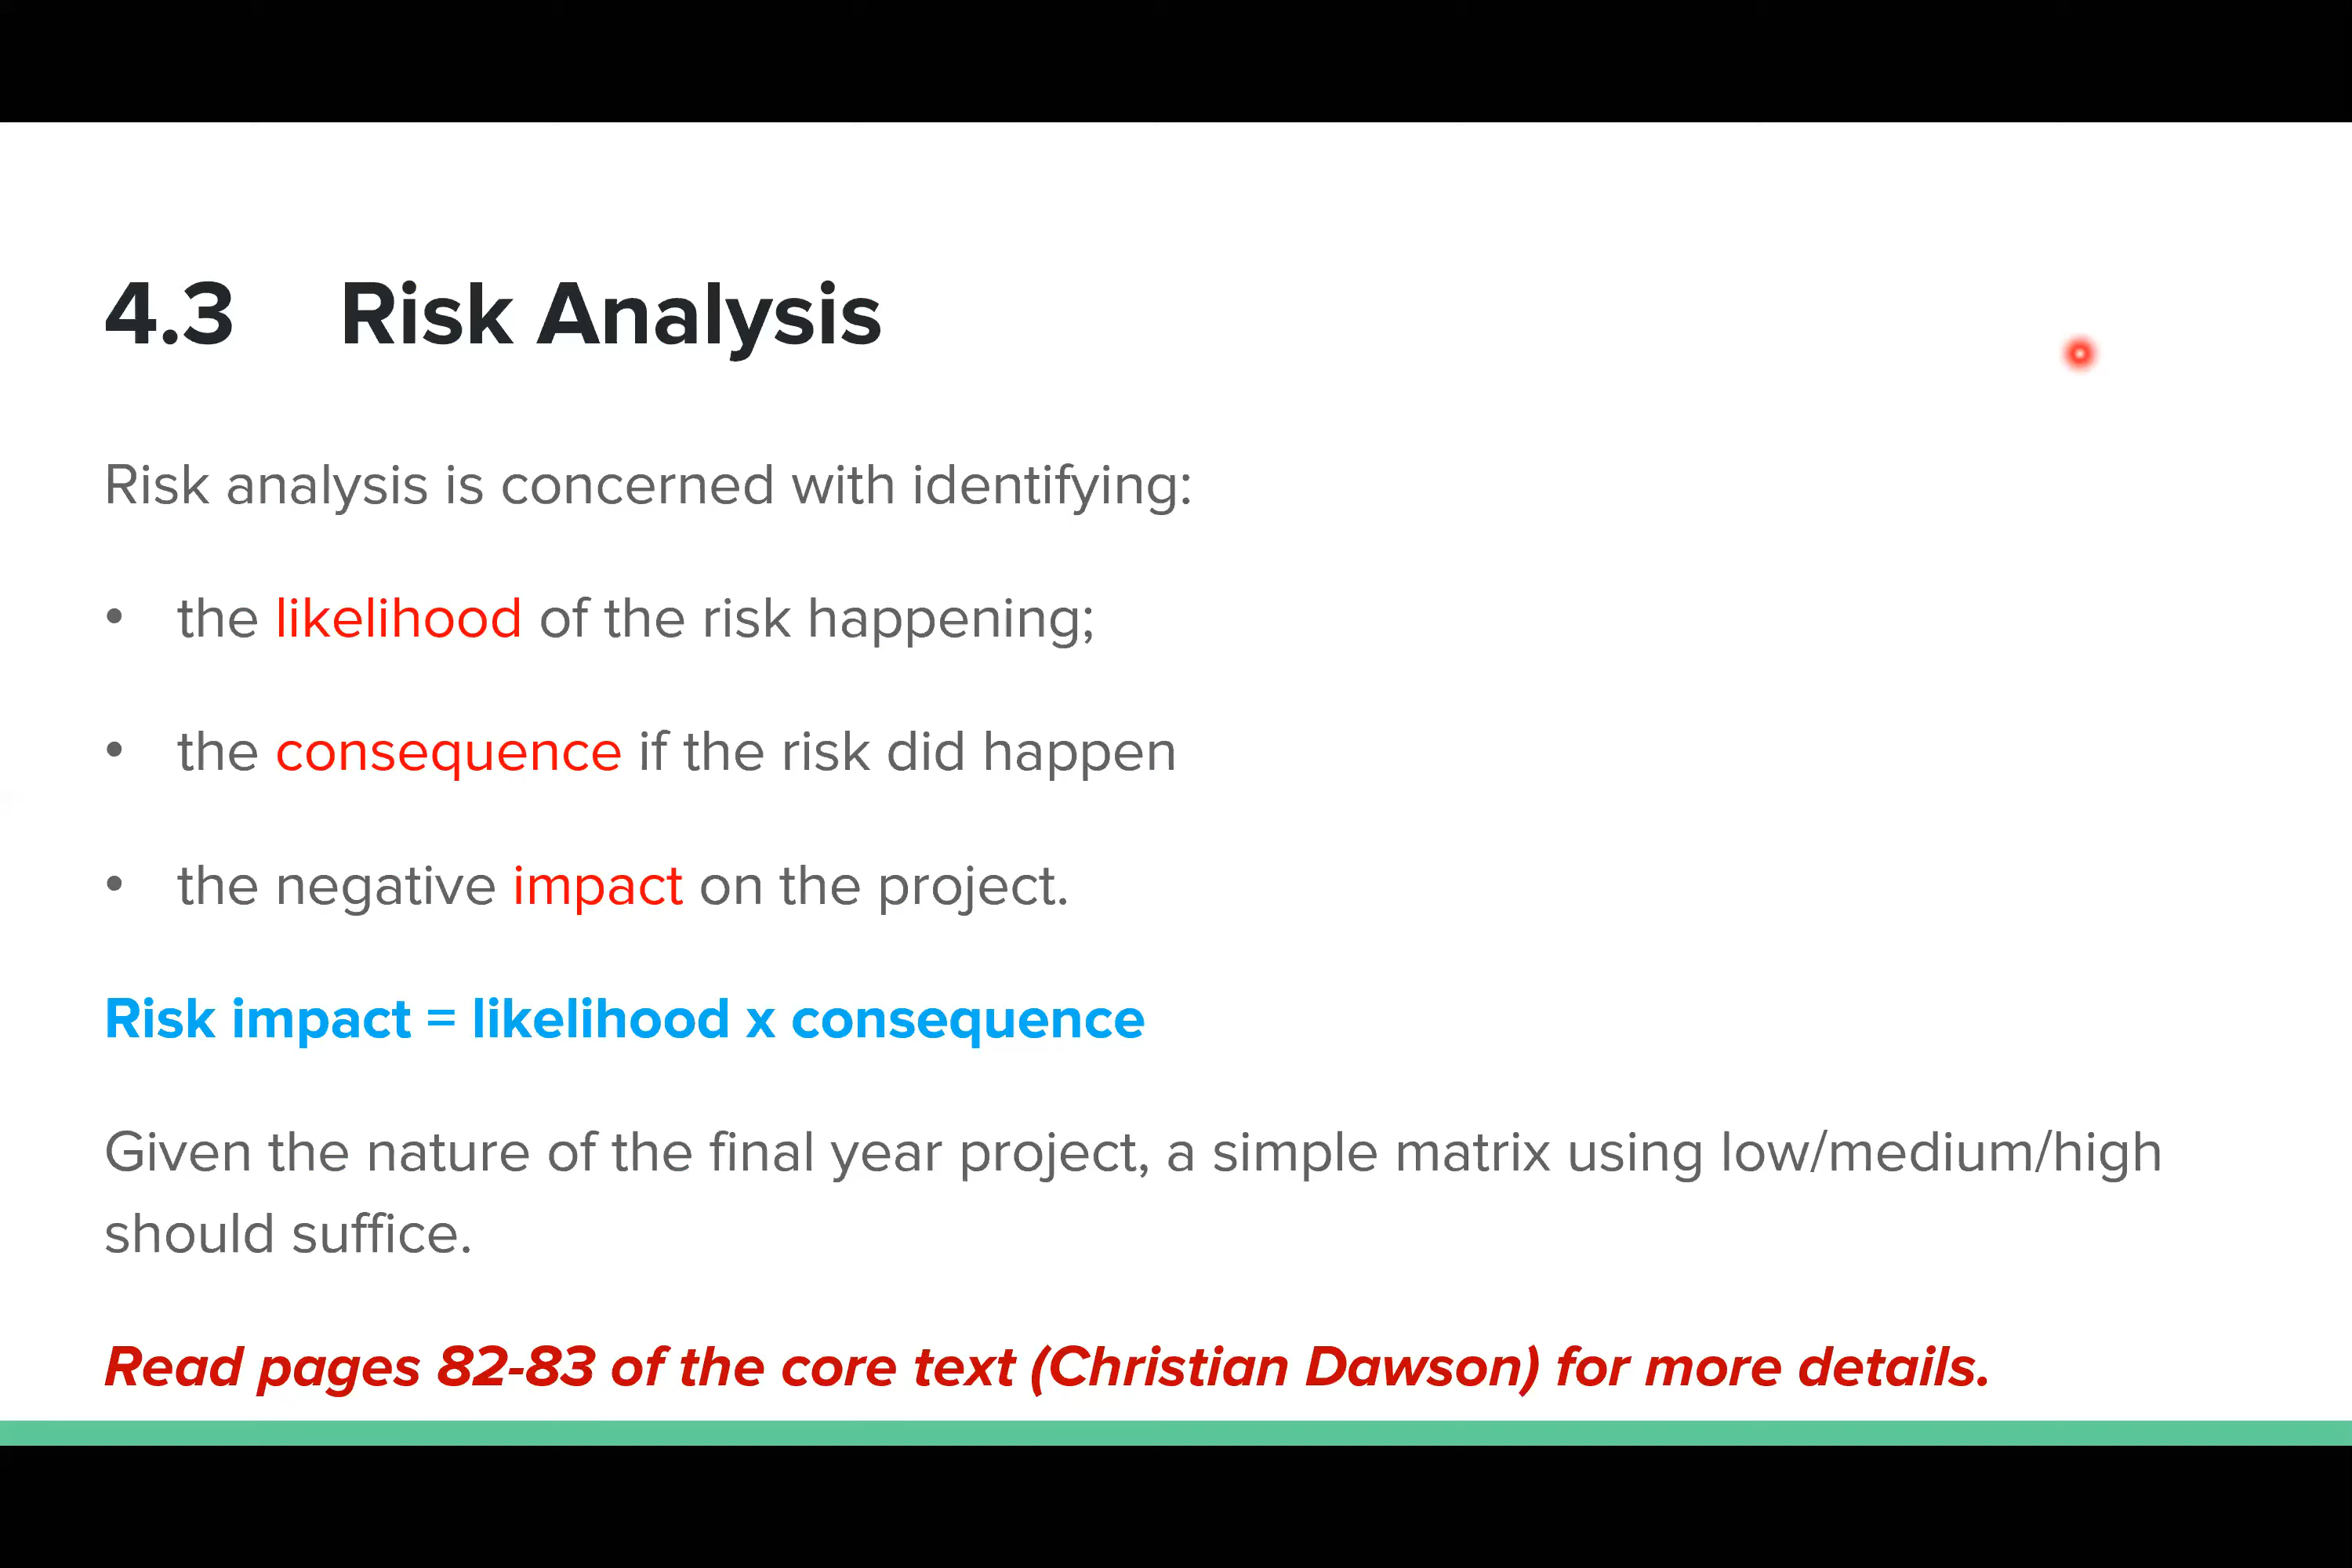 4.3 Risk Analysis
Risk analysis is concerned with identifying:
• the likelihood of the risk happening;
• the consequence if the risk did happen
• the negative impact on the project.
Risk impact = likelihood x consequence
Given the nature of the final year project, a simple matrix using low/medium/high
should suffice.
Read pages 82-83 of the core text (Christian Dawson) for more details.